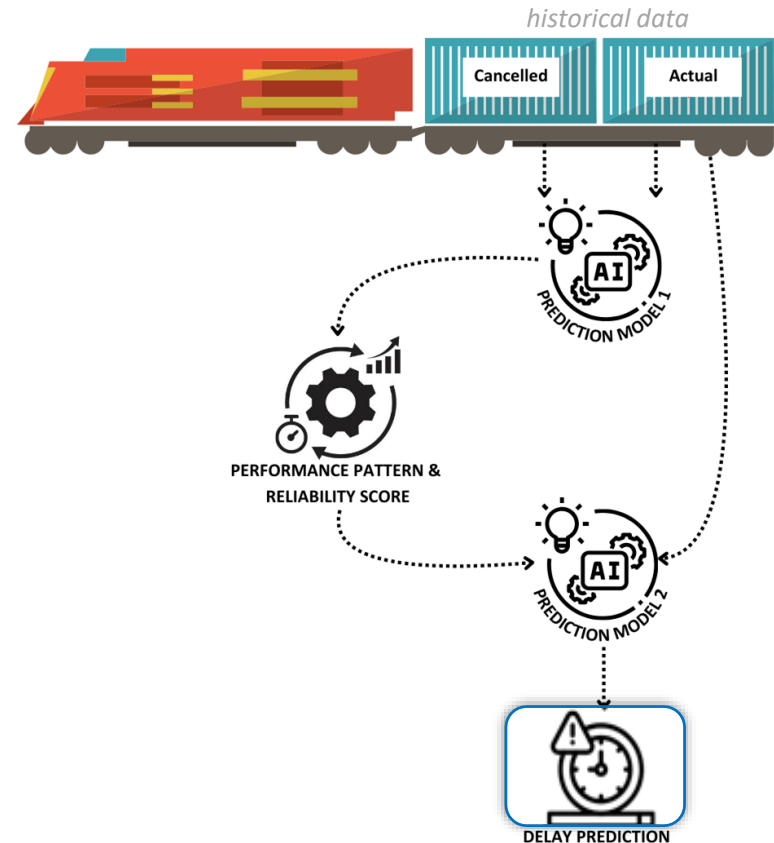 historical data
Cancelled
Actual
AI
PREDICTION MODEL 1
PERFORMANCE PATTERN &
RELIABILITY SCORE
AI
PREDICTION MODEL 2
DELAY PREDICTION